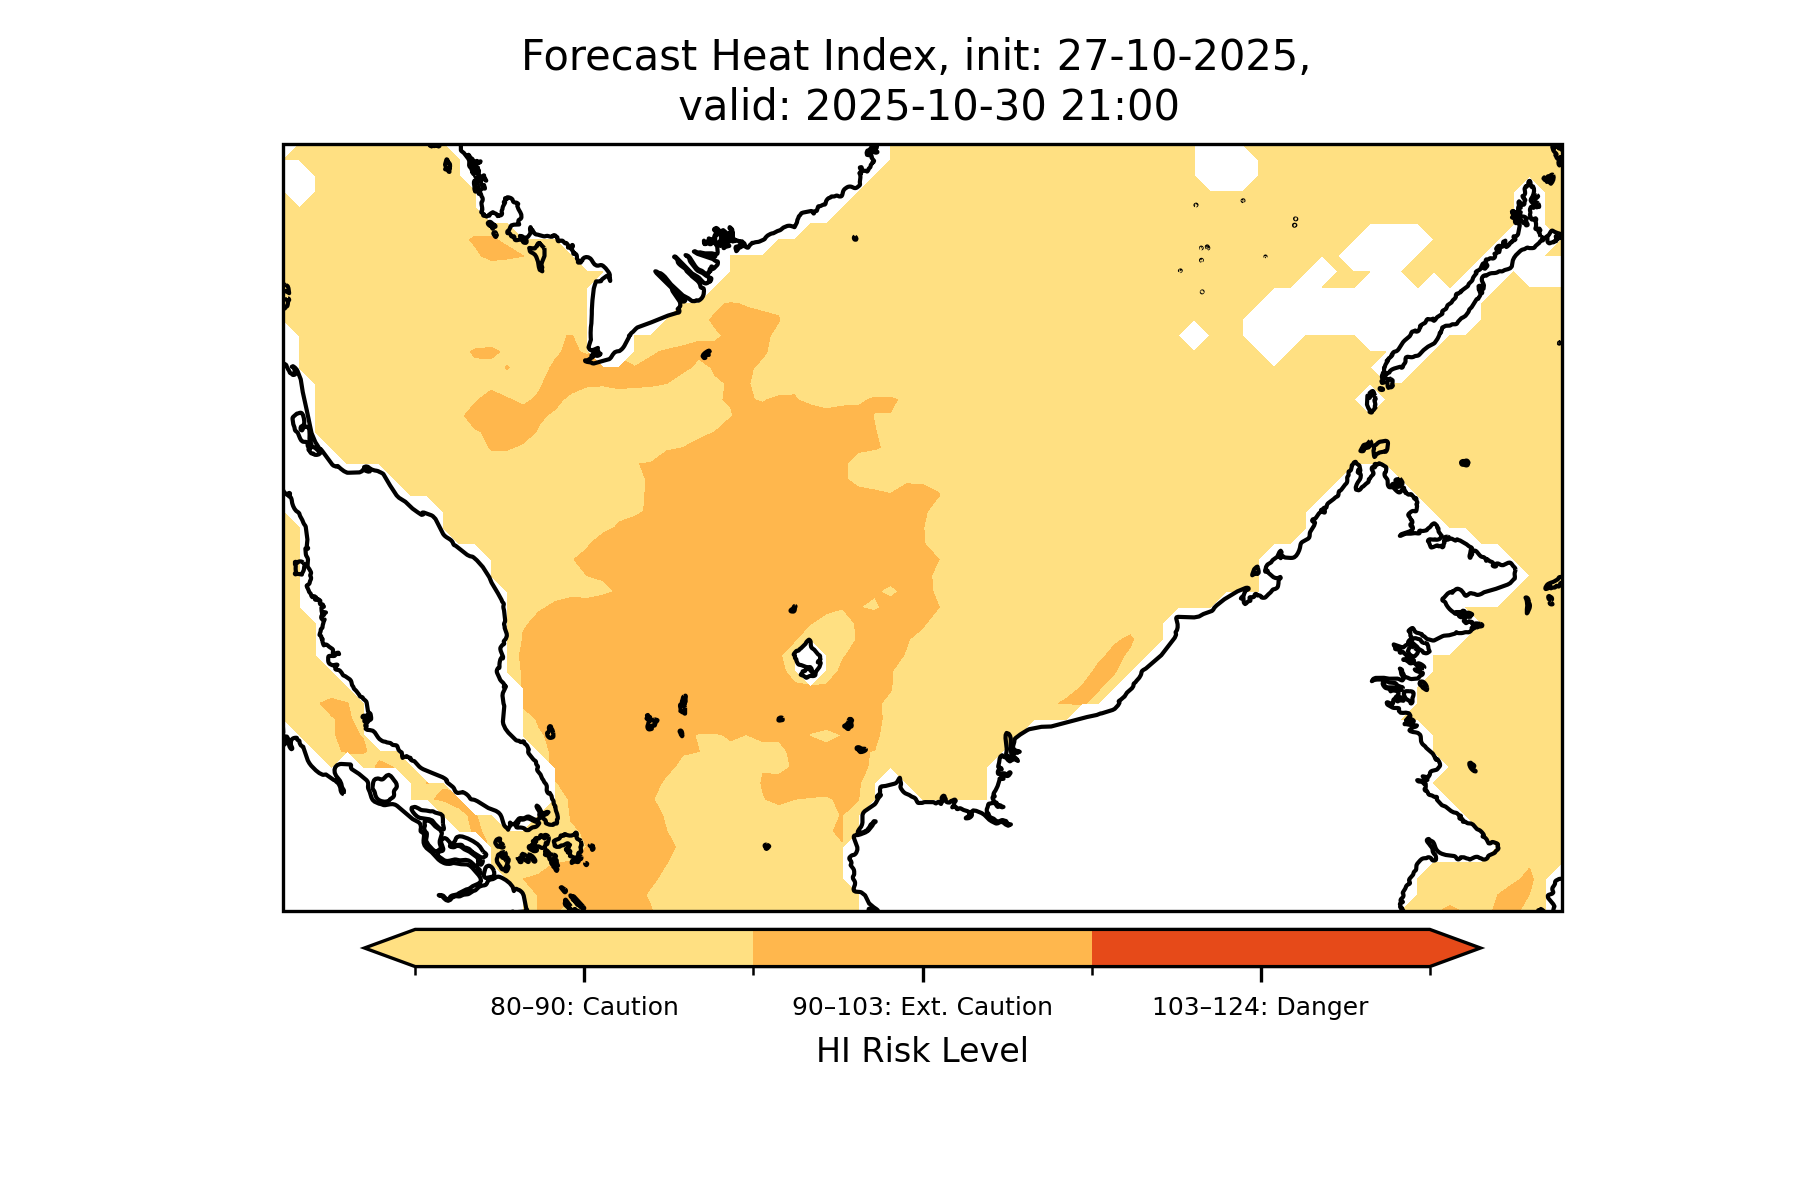 Forecast Heat Index, init: 27-10-2025,
valid: 2025-10-30 21:00
80–90: Caution
90–103: Ext. Caution
103–124: Danger
HI Risk Level